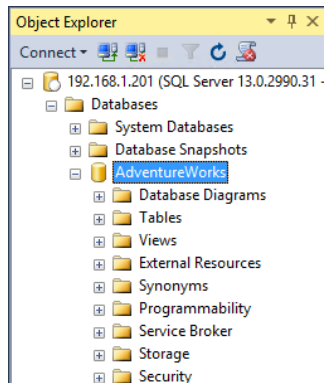 Object Explorer
Connect
192.168.1.201 (SQL Server 13.0.2990.31 -
Databases
System Databases
Database Snapshots
AdventureWorks
Database Diagrams
Tables
Views
External Resources
Synonyms
Programmability
Service Broker
Storage
Security